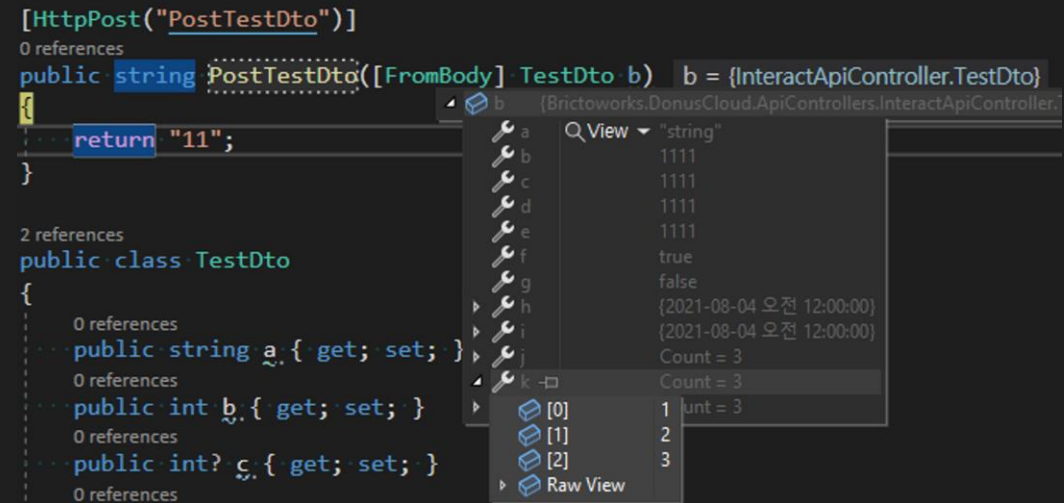 [HttpPost("PostTestDto")]
0 references
public string PostTestDto([FromBody] TestDto b) b = {InteractApiController.TestDto}
{
b {Brictoworks.DonusCloud.ApiControllers.InteractApiController.
return "11";
}
a View "string"
b 1111
c 1111
d 1111
e 1111
f true
g false
h {2021-08-04 오전 12:00:00}
i {2021-08-04 오전 12:00:00}
j Count = 3
k Count = 3
[0] 1
[1] 2
[2] 3
Raw View
2 references
public class TestDto
{
0 references
public string a { get; set; }
0 references
public int b { get; set; }
0 references
public int? c { get; set; }
0 references